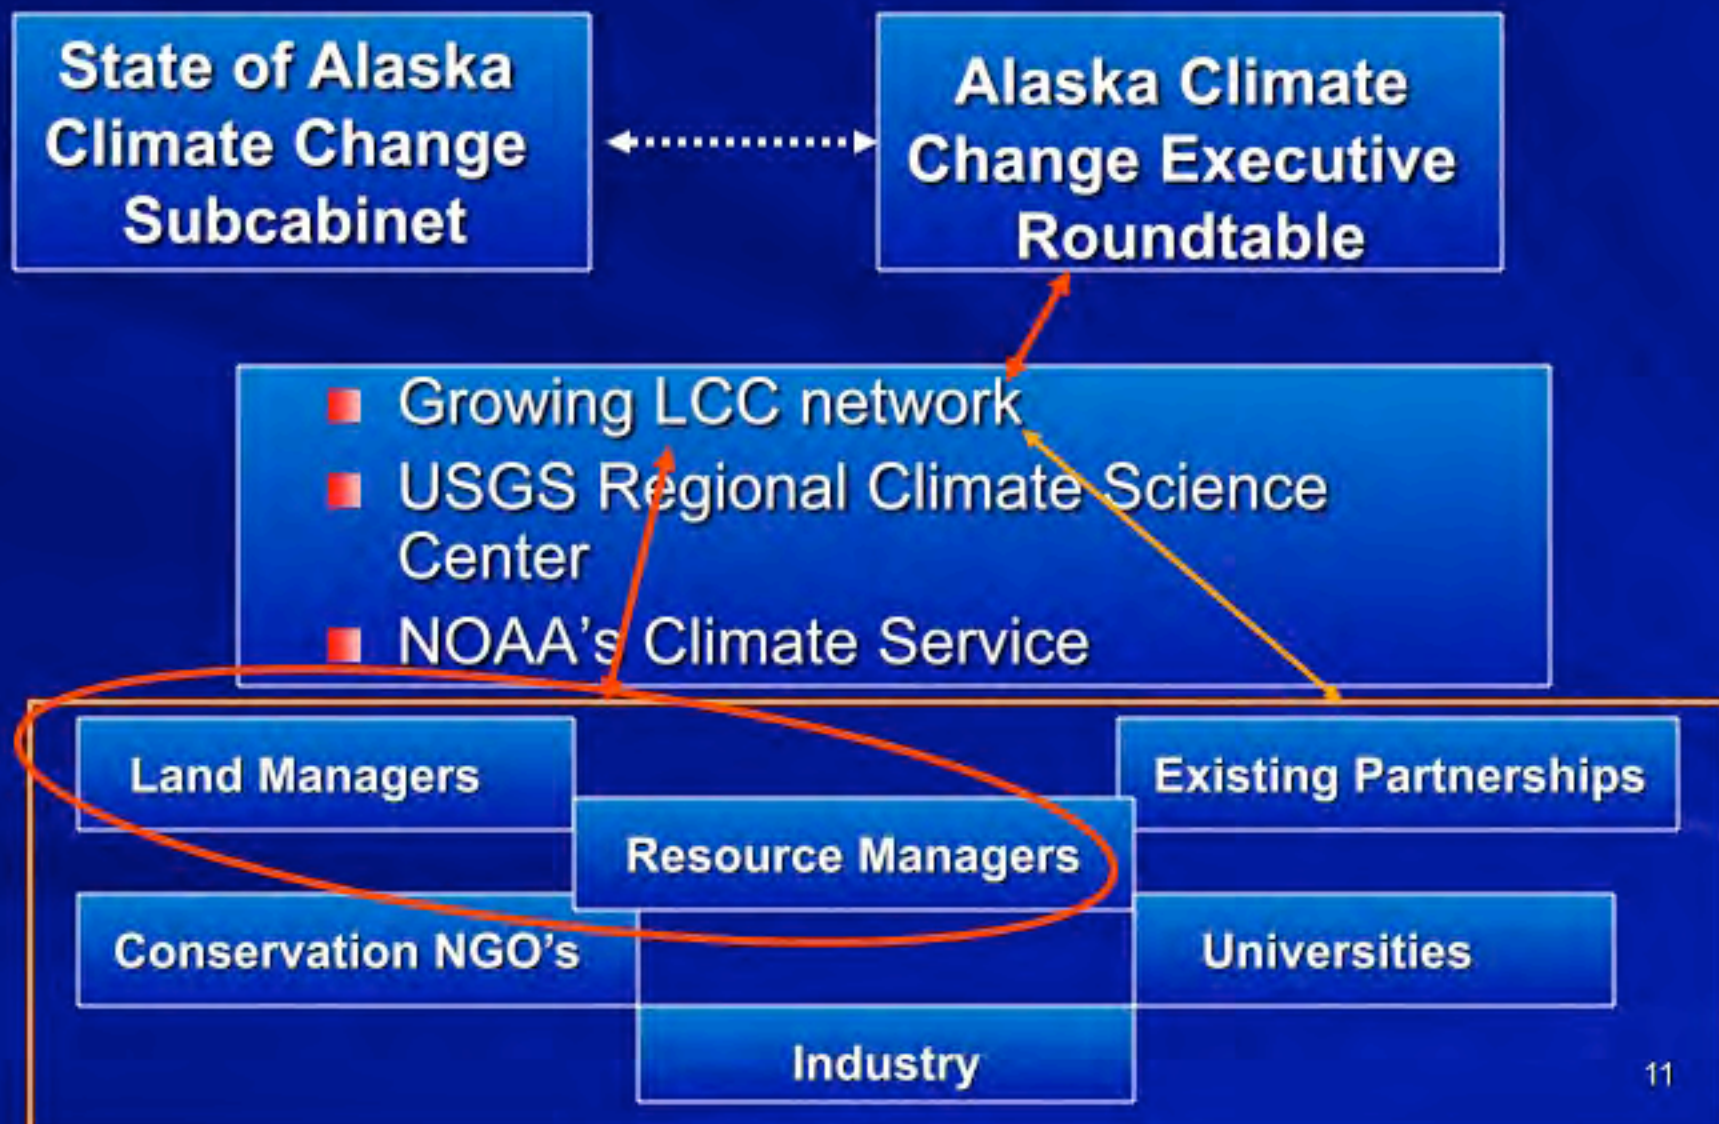 State of Alaska
Climate Change
Subcabinet
Alaska Climate
Change Executive
Roundtable
Growing LCC network
USGS Regional Climate Science
Center
NOAA’s Climate Service
Land Managers
Existing Partnerships
Resource Managers
Conservation NGO’s
Universities
Industry
11